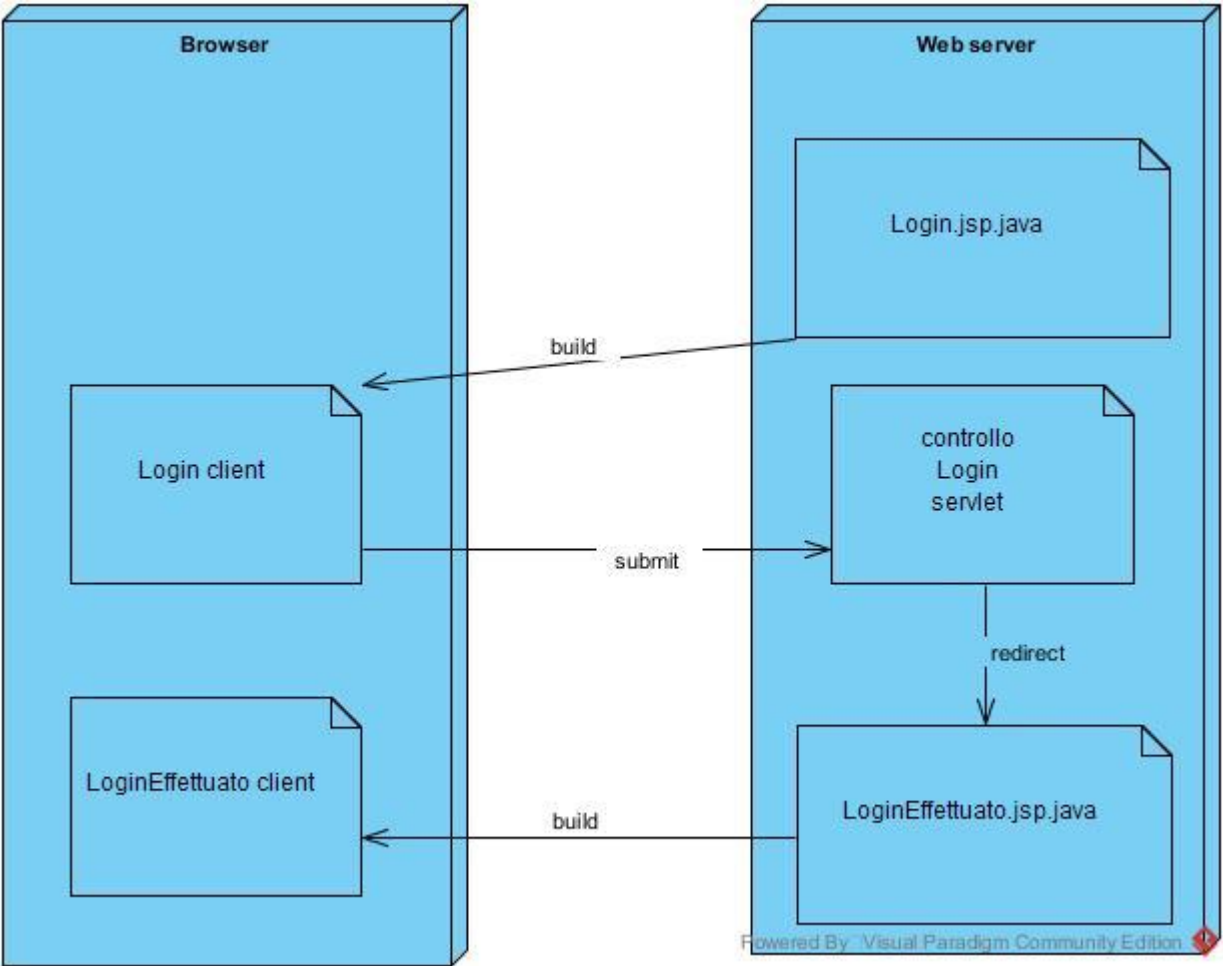 Browser
Web server
Login.jsp.java
build
Login client
controllo
Login
servlet
submit
redirect
LoginEffettuato client
LoginEffettuato.jsp.java
build
Powered By Visual Paradigm Community Edition